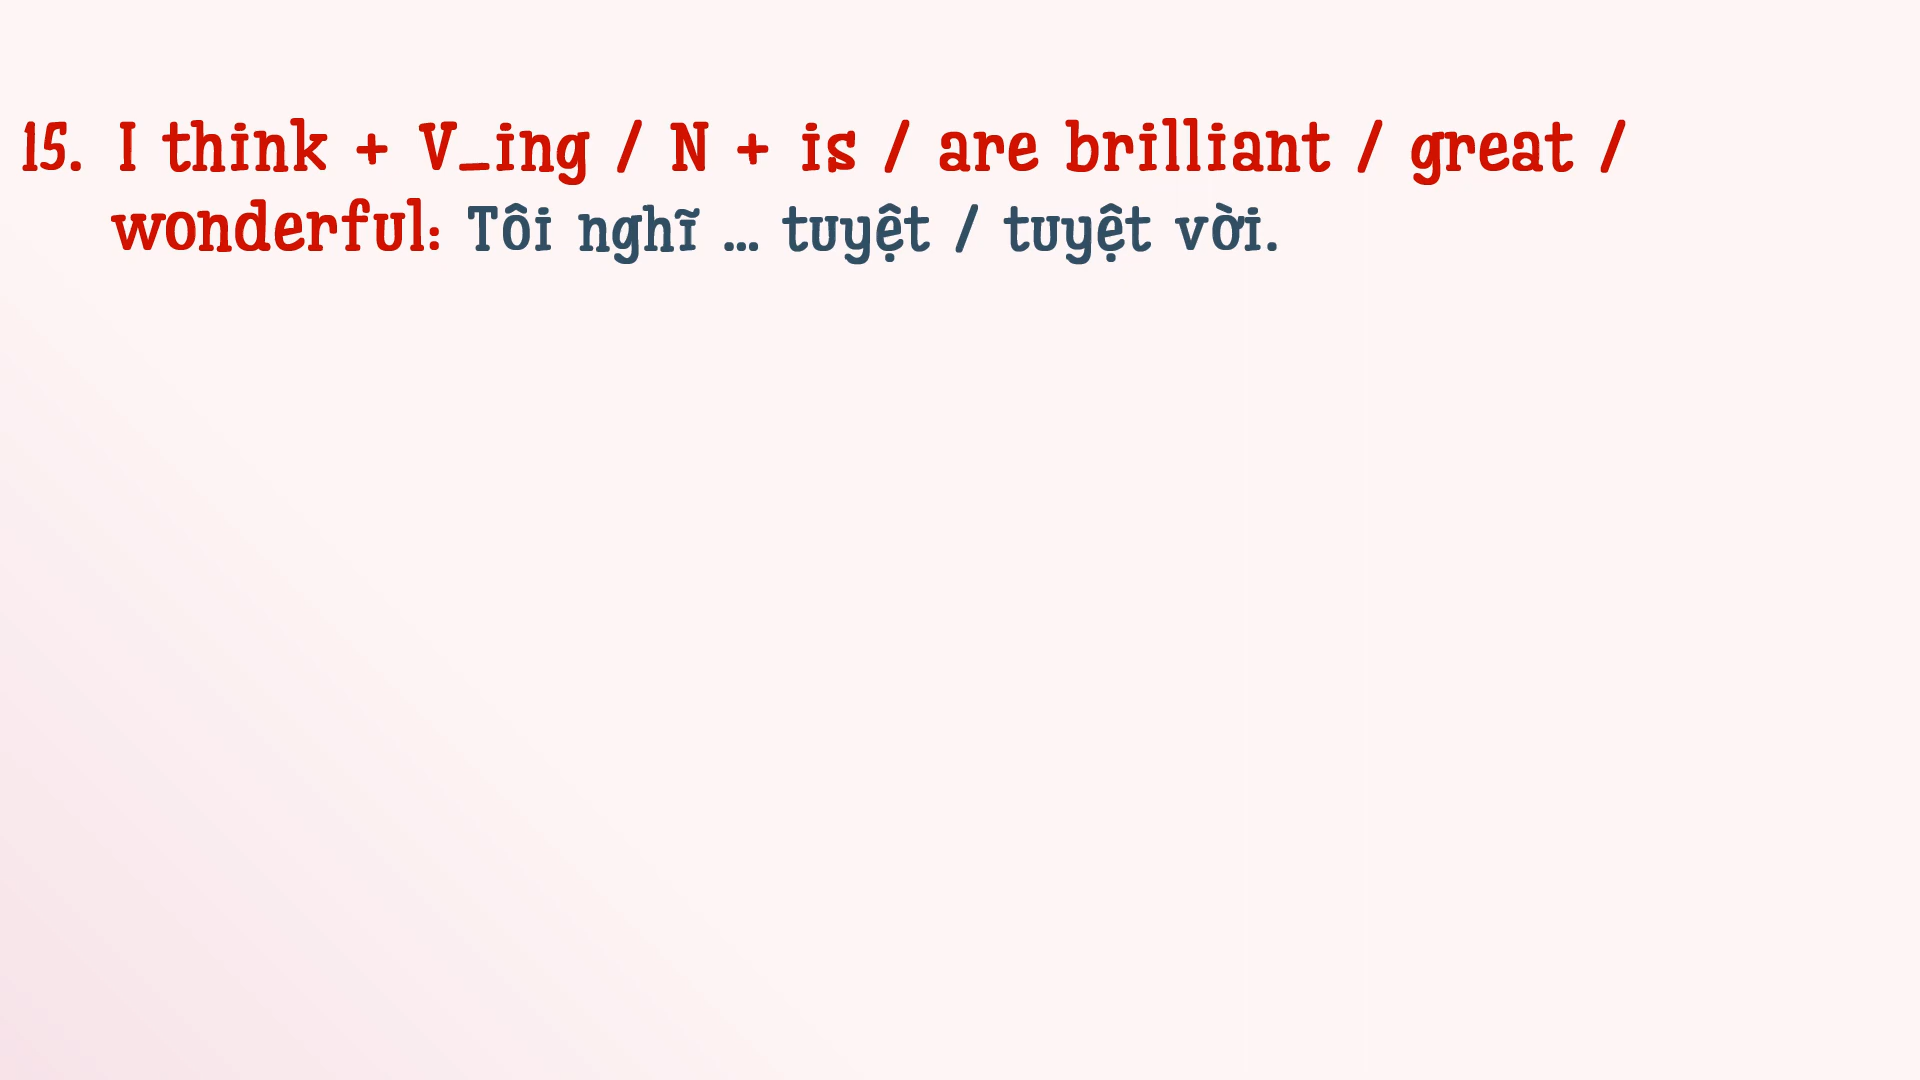 15. I think + V_ing / N + is / are brilliant / great /
wonderful: Tôi nghĩ ... tuyệt / tuyệt vời.